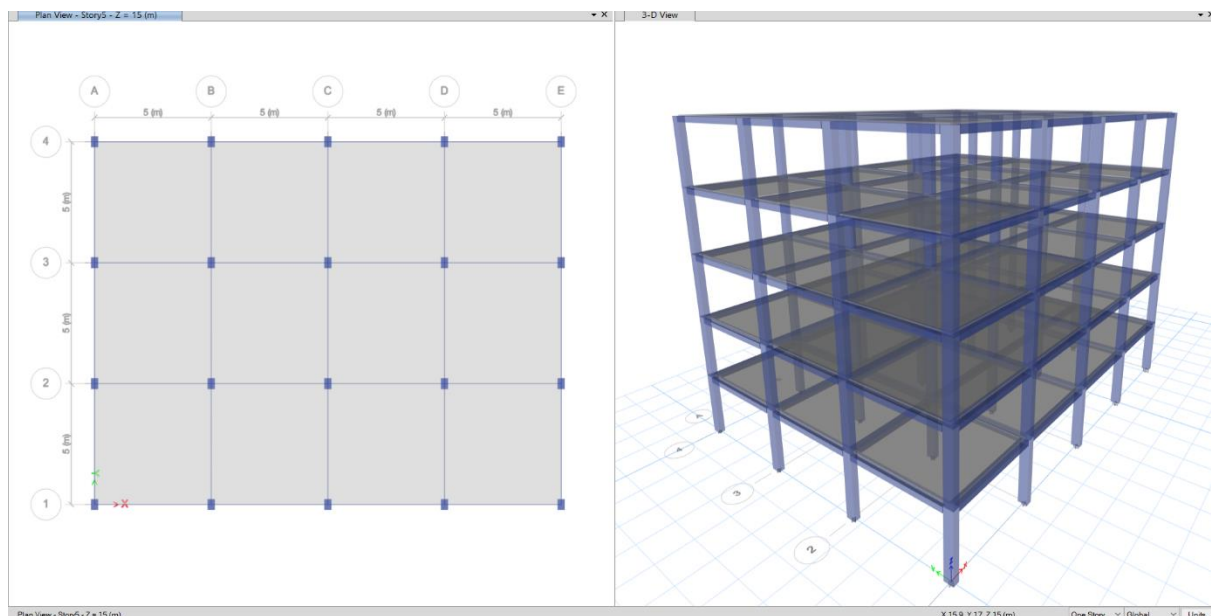 Plan View - Story5 - Z = 15 (m)
3-D View
A B C D E
5 (m) 5 (m) 5 (m) 5 (m)
4
5 (m)
3
5 (m)
2
5 (m)
1
X
3
2
Plan View - Story5 - Z = 15 (m)
X 15.9, Y 17, Z 15 (m)
One Story
Global
Units